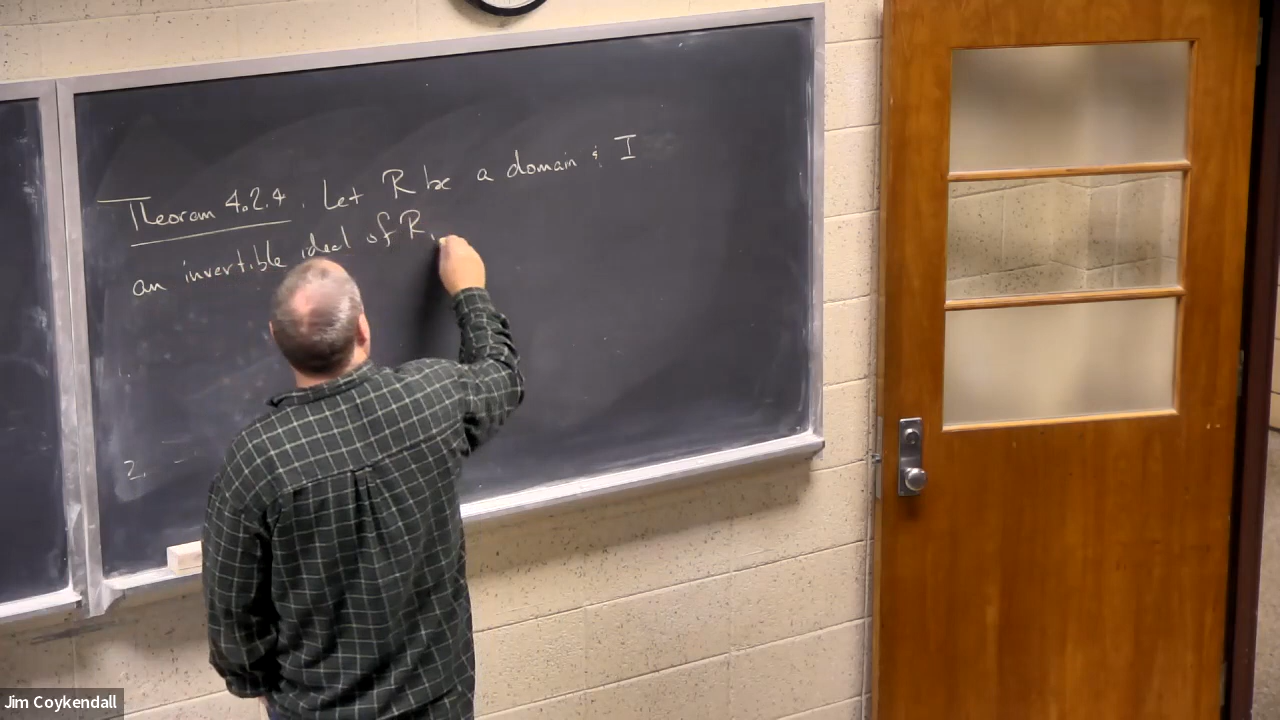 Theorem 4.2.4. Let R be a domain & I
an invertible ideal of R.
2.
Jim Coykendall